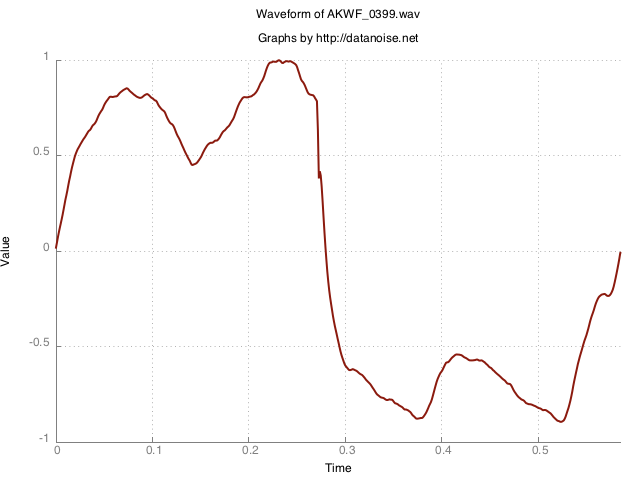 Waveform of AKWF_0399.wav
Graphs by http://datanoise.net
1
0.5
0
-0.5
-1
Value
0 0.1 0.2 0.3 0.4 0.5
Time